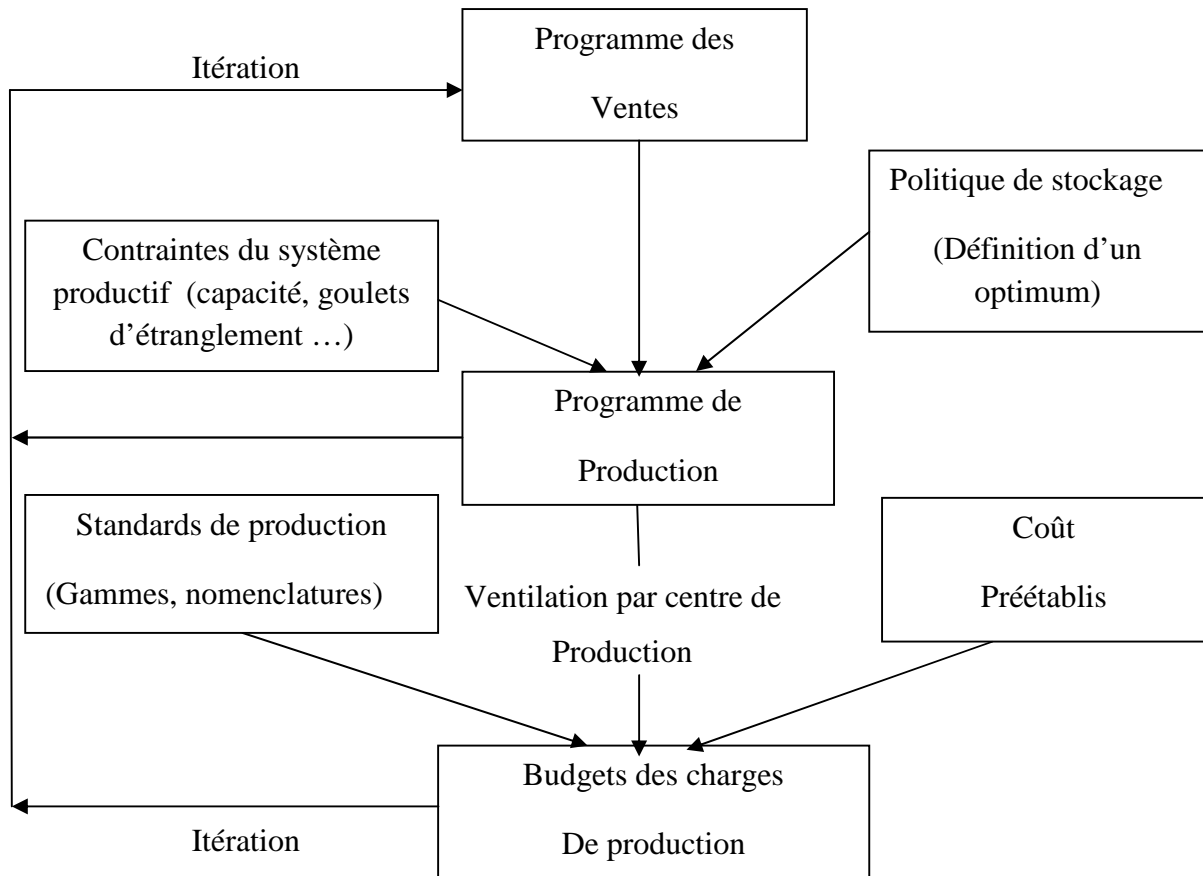 Programme des
Ventes
Itération
Politique de stockage
(Définition d’un
optimum)
Contraintes du système
productif (capacité, goulets
d’étranglement …)
Programme de
Production
Standards de production
(Gammes, nomenclatures)
Coût
Préétablis
Ventilation par centre de
Production
Budgets des charges
De production
Itération